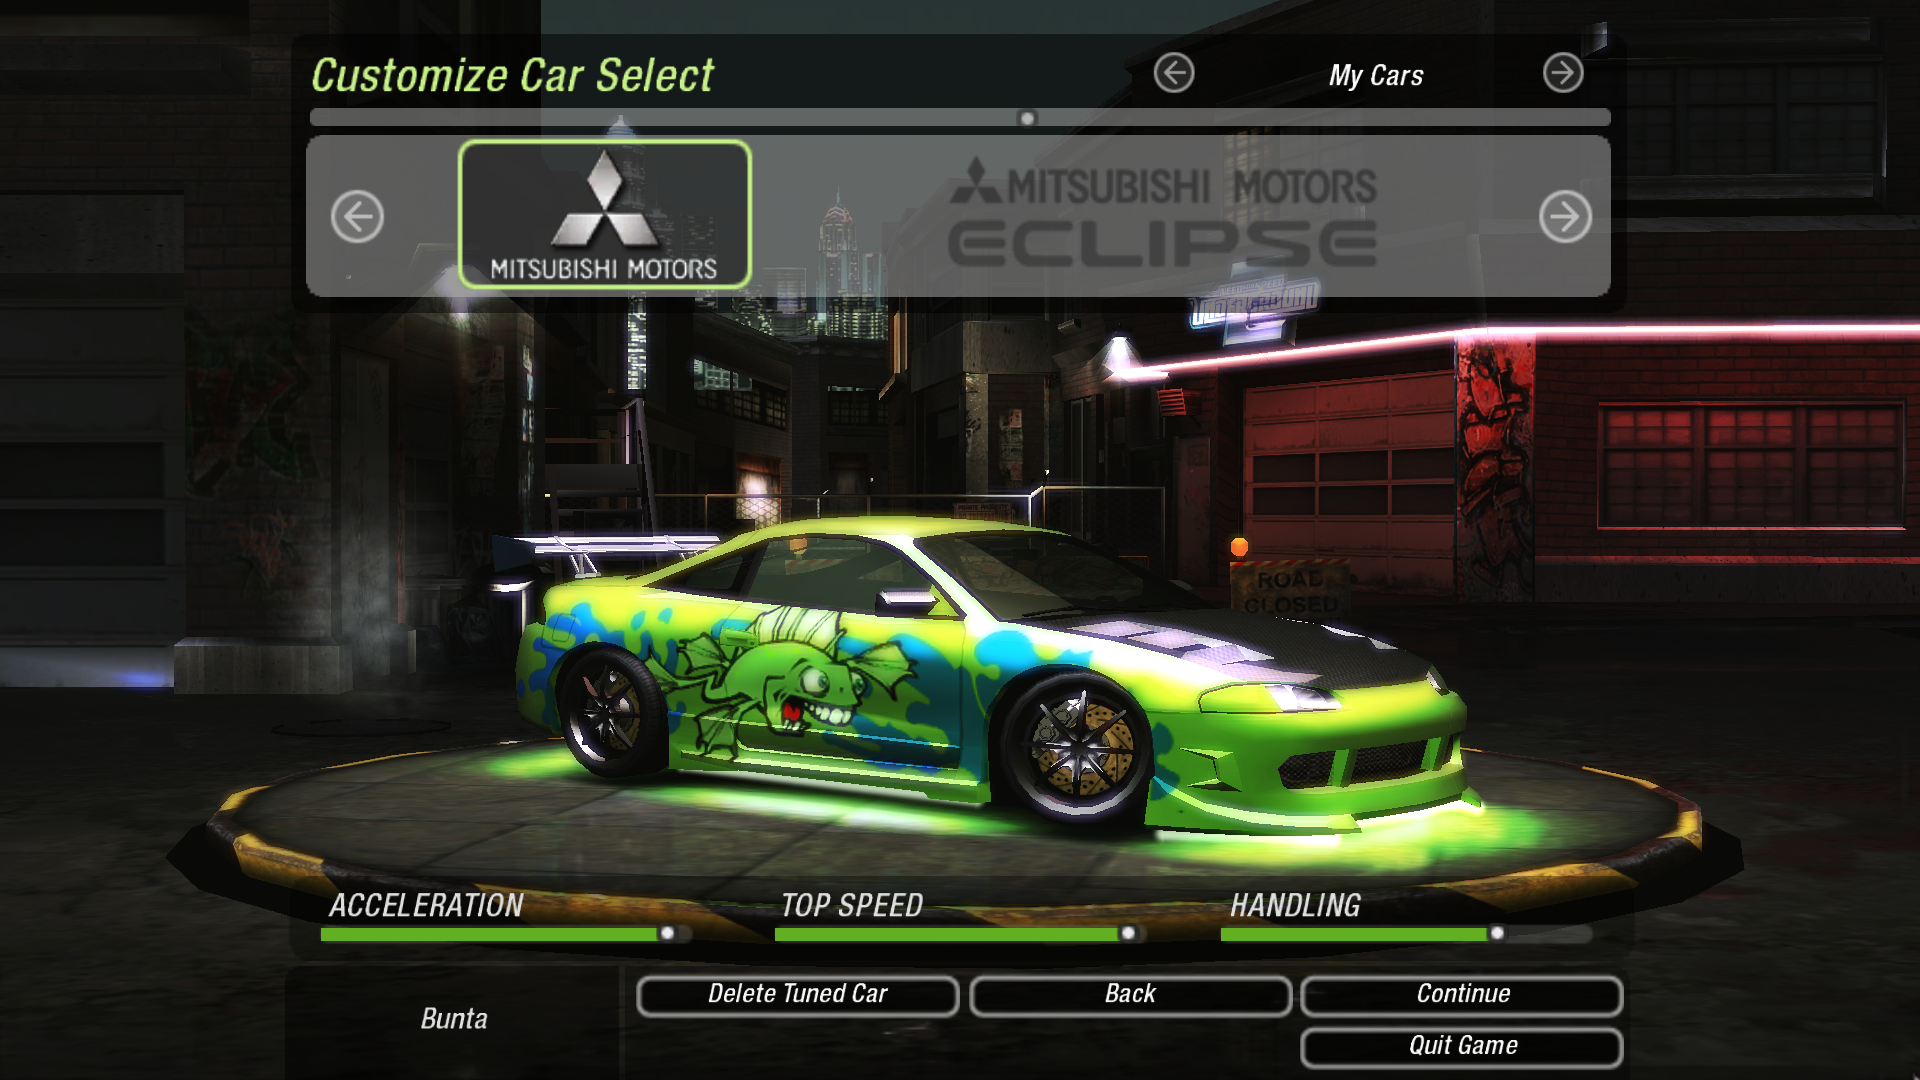 Customize Car Select
My Cars
MITSUBISHI MOTORS
MITSUBISHI MOTORS
ECLIPSE
UNDERGROUND
ROAD
CLOSED
ACCELERATION
TOP SPEED
HANDLING
Bunta
Delete Tuned Car
Back
Continue
Quit Game